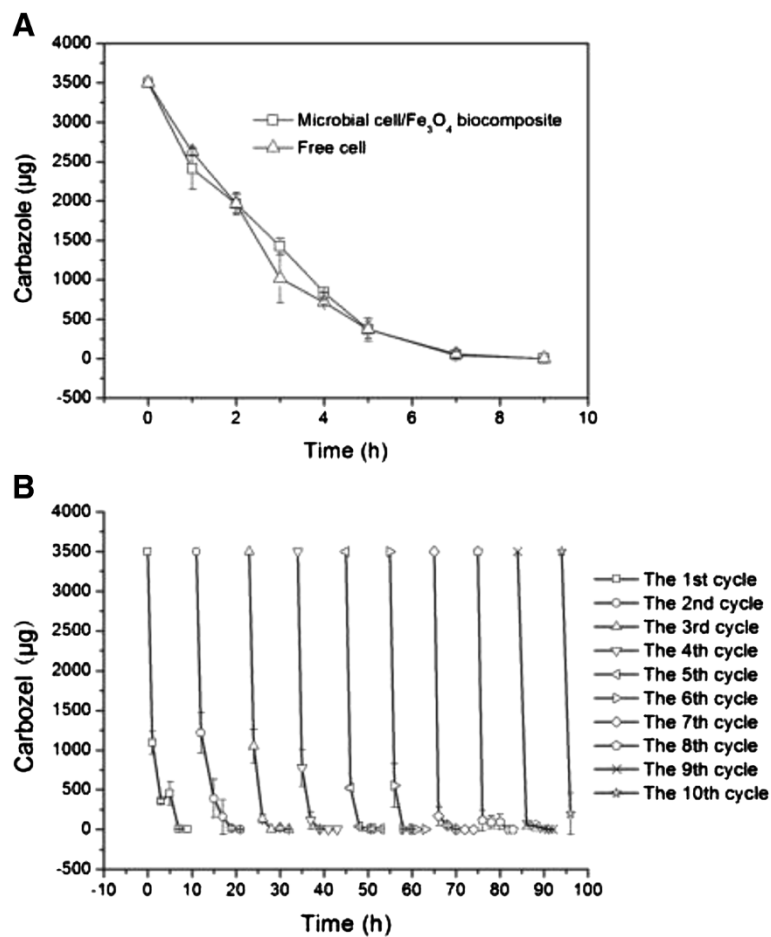 A
4000
3500
3000
2500
2000
1500
1000
500
0
-500
Carbazole (µg)
Microbial cell/Fe3O4 biocomposite
Free cell
0 2 4 6 8 10
Time (h)
B
4000
3500
3000
2500
2000
1500
1000
500
0
-500
Carbozel (µg)
-10 0 10 20 30 40 50 60 70 80 90 100
Time (h)
The 1st cycle
The 2nd cycle
The 3rd cycle
The 4th cycle
The 5th cycle
The 6th cycle
The 7th cycle
The 8th cycle
The 9th cycle
The 10th cycle